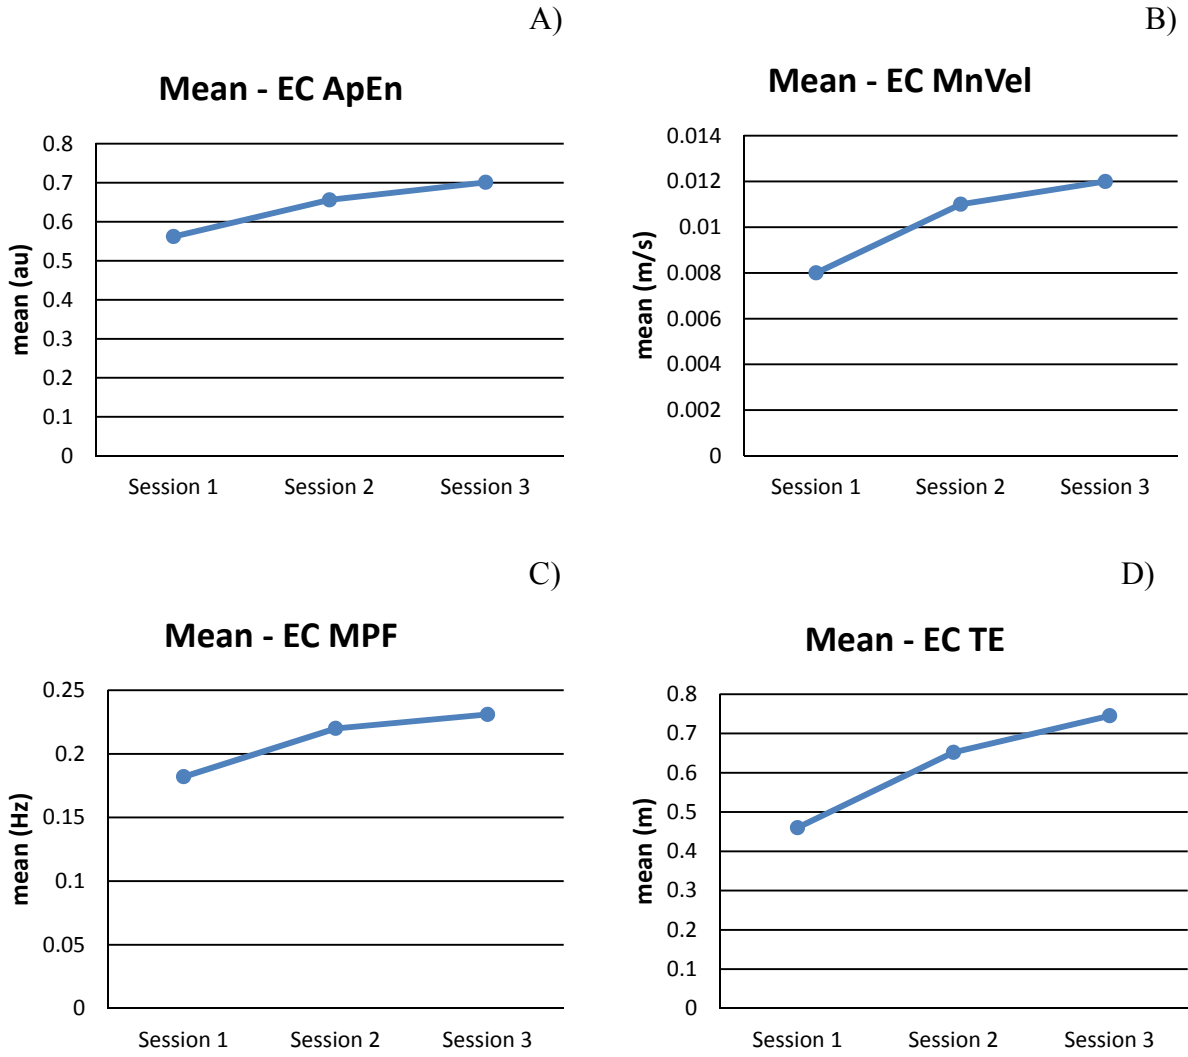 A)
Mean - EC ApEn
0.8
0.7
0.6
0.5
0.4
0.3
0.2
0.1
0
mean (au)
Session 1 Session 2 Session 3
B)
Mean - EC MnVel
0.014
0.012
0.01
0.008
0.006
0.004
0.002
0
mean (m/s)
Session 1 Session 2 Session 3
C)
Mean - EC MPF
0.25
0.2
0.15
0.1
0.05
0
mean (Hz)
Session 1 Session 2 Session 3
D)
Mean - EC TE
0.8
0.7
0.6
0.5
0.4
0.3
0.2
0.1
0
mean (m)
Session 1 Session 2 Session 3